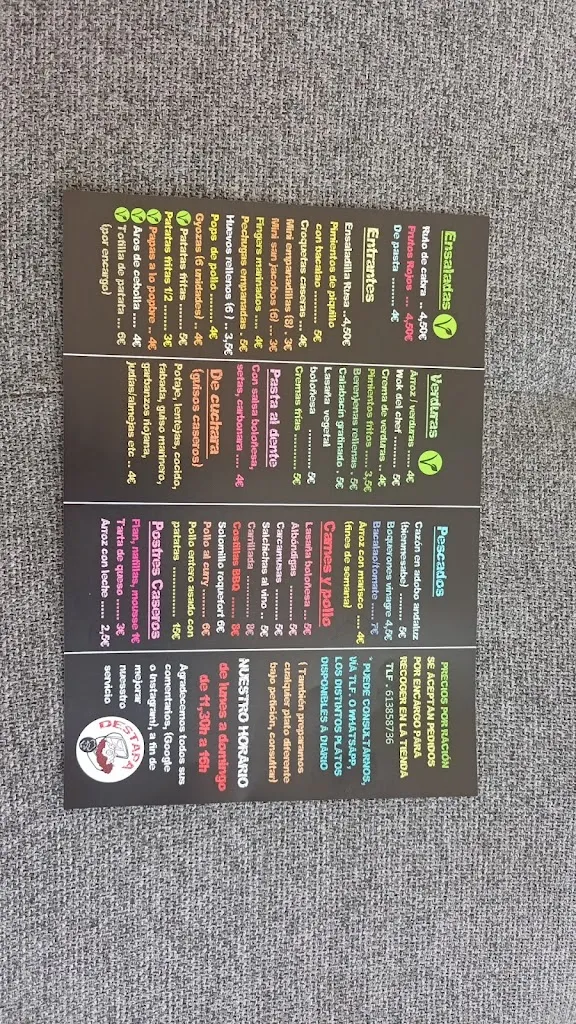 Ensaladas
Rulo de cabra .. 4,50€
Frutos Rojos ... 4,50€
De pasta ........ 4€
Entrantes
Ensaladilla Rusa ..4,50€
Pimientos de piquillo
con bacalao .......... 5€
Croquetas caseras ... 4€
Mini empanadillas (8) . 3€
Mini san jacobos (6) ... 3€
Fingers marinados .... 4€
Pechugas empanadas . 5€
Huevos rellenos (6 ) .. 3,5€
Pops de pollo ........ 4€
Gyozas (6 unidades) .. 4€
Patatas fritas ....... 5€
Patatas fritas 1/2 ..... 3€
Papas a lo popbre .. 4€
Aros de cebolla .... 4€
Totilla de patata ... 6€
(por encargo)
Verduras
Arroz / verduras ..... 4€
Wok del chef .......... 5€
Crema de verduras .. 4€
Pimientos fritos ..... 3,5€
Berenjenas rellenas . 5€
Calabacín gratinado . 5€
Lasaña vegetal
boloñesa .......... 5€
Cremas frías .......... 5€
Pasta al dente
Con salsa boloñesa,
setas, carbonara .... 4€
De cuchara
(guisos caseros)
Potaje, lentejas, cocido,
fabada, guiso marinero,
garbanzos riojana,
judías/almejas etc .. 4€
Pescados
Cazón en adobo andaluz
(bienmesabe) ......... 5€
Boquerones vinagre 4,5€
Bacalao/tomate ...... 7€
Arroz con marisco ... 4€
(fines de semana)
Carnes y pollo
Lasaña boloñesa .. 5€
Albóndigas ......... 5€
Carcamusas ....... 5€
Salchichas al vino .. 5€
Carrillada ......... 8€
Costillas BBQ ...... 8€
Solomillo roquefort 6€
Pollo al curry ...... 6€
Pollo entero asado con
patatas ......... 15€
Postres Caseros
Flan, natillas, mousse 1€
Tarta de queso ..... 3€
Arroz con leche ... 2,5€
PRECIOS POR RACIÓN
SE ACEPTAN PEDIDOS
POR ENCARGO PARA
RECOGER EN LA TIENDA
TLF . 613859736
* PUEDE CONSULTARNOS,
VÍA TLF. O WHATSAPP,
LOS DISTINTOS PLATOS
DISPONIBLES A DIARIO
( También preparamos
cualquier plato diferente
bajo petición, consultar)
NUESTRO HORARIO
de lunes a domingo
de 11,30h a 16h
Agradecemos todos sus
comentarios, (Google
o Instagram), a fin de
mejorar
nuesstro
servicio
DESTAPA